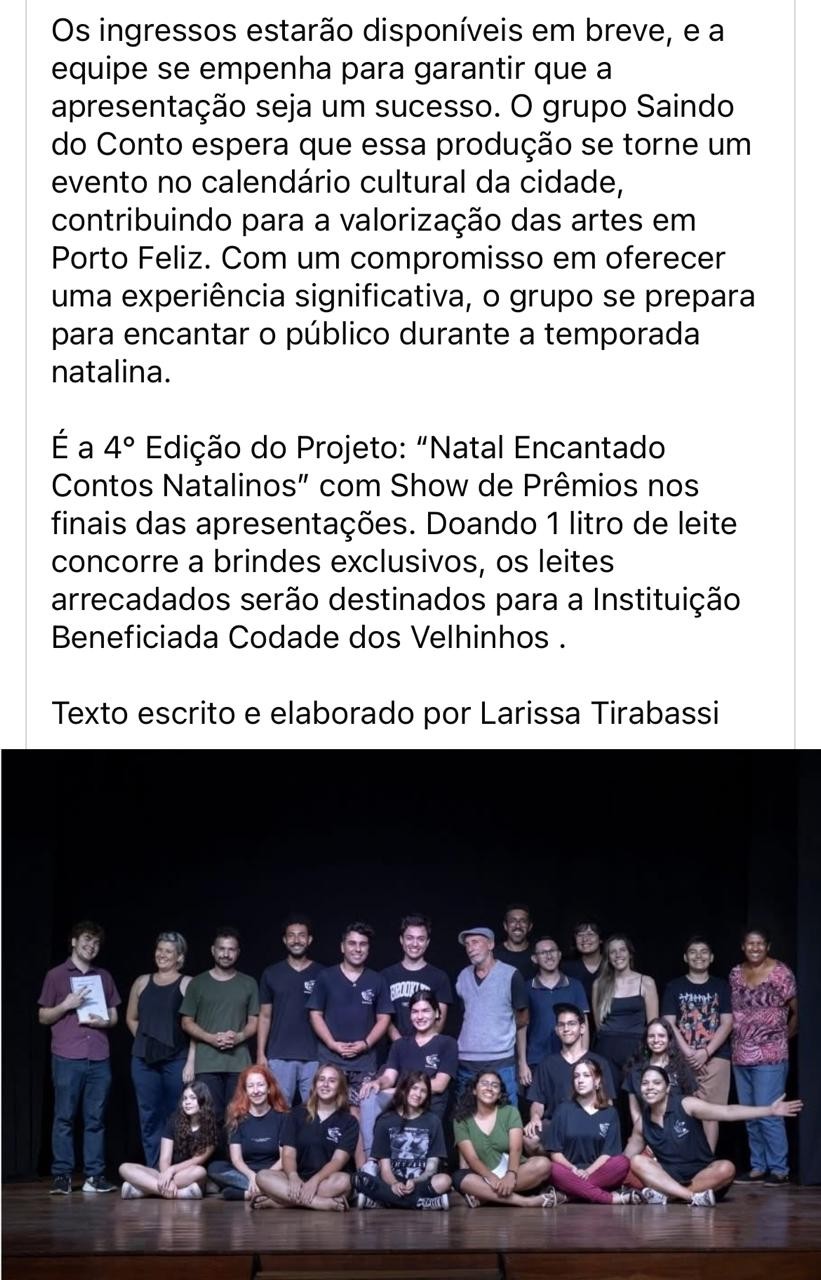 Os ingressos estarão disponíveis em breve, e a
equipe se empenha para garantir que a
apresentação seja um sucesso. O grupo Saindo
do Conto espera que essa produção se torne um
evento no calendário cultural da cidade,
contribuindo para a valorização das artes em
Porto Feliz. Com um compromisso em oferecer
uma experiência significativa, o grupo se prepara
para encantar o público durante a temporada
natalina.
É a 4° Edição do Projeto: “Natal Encantado
Contos Natalinos” com Show de Prêmios nos
finais das apresentações. Doando 1 litro de leite
concorre a brindes exclusivos, os leites
arrecadados serão destinados para a Instituição
Beneficiada Codade dos Velhinhos .
Texto escrito e elaborado por Larissa Tirabassi